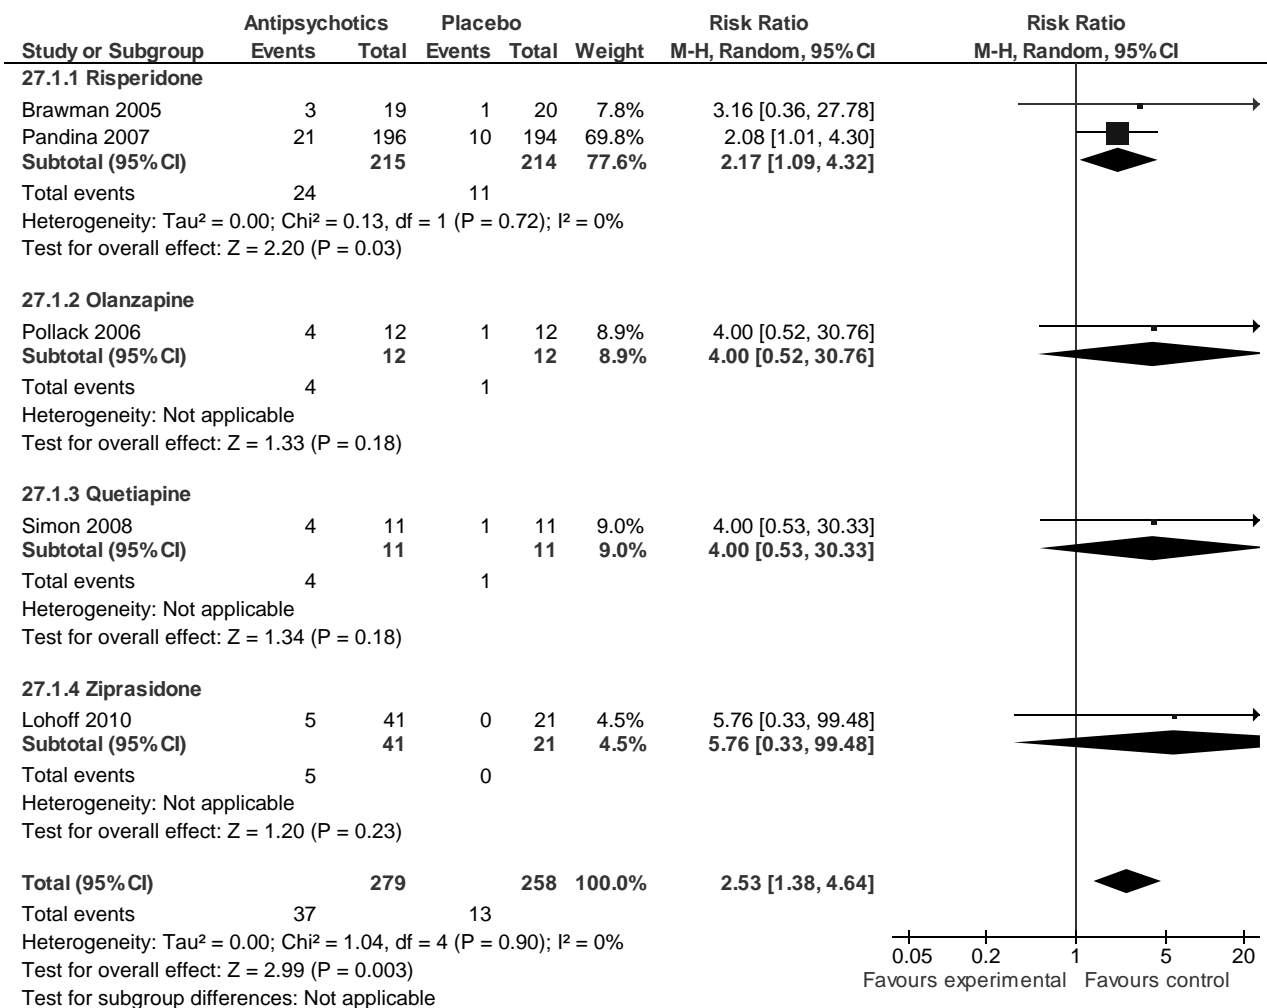 Antipsychotics Placebo Risk Ratio Risk Ratio
Study or Subgroup Events Total Events Total Weight M-H, Random, 95% CI M-H, Random, 95% CI
27.1.1 Risperidone
Brawman 2005 3 19 1 20 7.8% 3.16 [0.36, 27.78]
Pandina 2007 21 196 10 194 69.8% 2.08 [1.01, 4.30]
Subtotal (95% CI) 215 214 77.6% 2.17 [1.09, 4.32]
Total events 24 11
Heterogeneity: Tau² = 0.00; Chi² = 0.13, df = 1 (P = 0.72); I² = 0%
Test for overall effect: Z = 2.20 (P = 0.03)
27.1.2 Olanzapine
Pollack 2006 4 12 1 12 8.9% 4.00 [0.52, 30.76]
Subtotal (95% CI) 12 12 8.9% 4.00 [0.52, 30.76]
Total events 4 1
Heterogeneity: Not applicable
Test for overall effect: Z = 1.33 (P = 0.18)
27.1.3 Quetiapine
Simon 2008 4 11 1 11 9.0% 4.00 [0.53, 30.33]
Subtotal (95% CI) 11 11 9.0% 4.00 [0.53, 30.33]
Total events 4 1
Heterogeneity: Not applicable
Test for overall effect: Z = 1.34 (P = 0.18)
27.1.4 Ziprasidone
Lohoff 2010 5 41 0 21 4.5% 5.76 [0.33, 99.48]
Subtotal (95% CI) 41 21 4.5% 5.76 [0.33, 99.48]
Total events 5 0
Heterogeneity: Not applicable
Test for overall effect: Z = 1.20 (P = 0.23)
Total (95% CI) 279 258 100.0% 2.53 [1.38, 4.64]
Total events 37 13
Heterogeneity: Tau² = 0.00; Chi² = 1.04, df = 4 (P = 0.90); I² = 0%
Test for overall effect: Z = 2.99 (P = 0.003)
Test for subgroup differences: Not applicable
0.05 0.2 1 5 20
Favours experimental Favours control